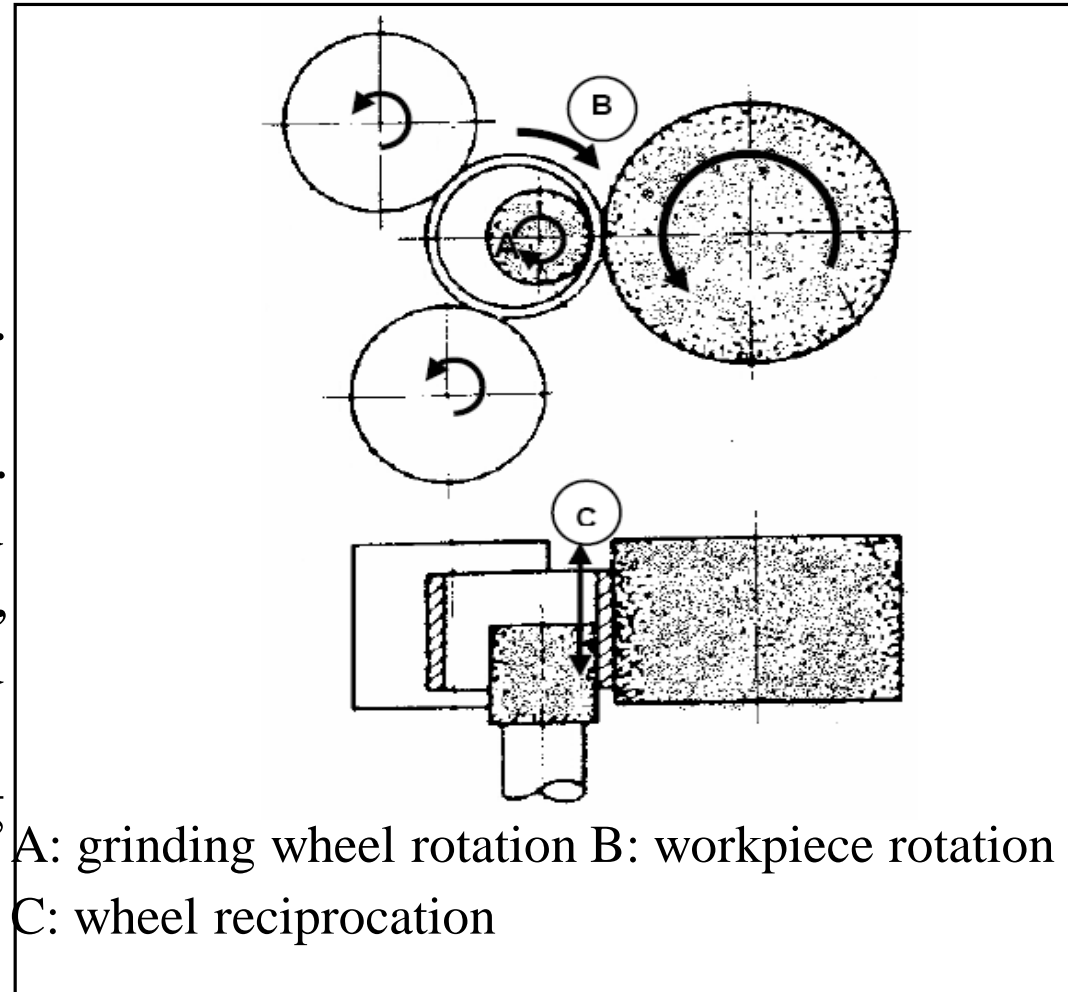 B
A
C
A: grinding wheel rotation B: workpiece rotation
C: wheel reciprocation